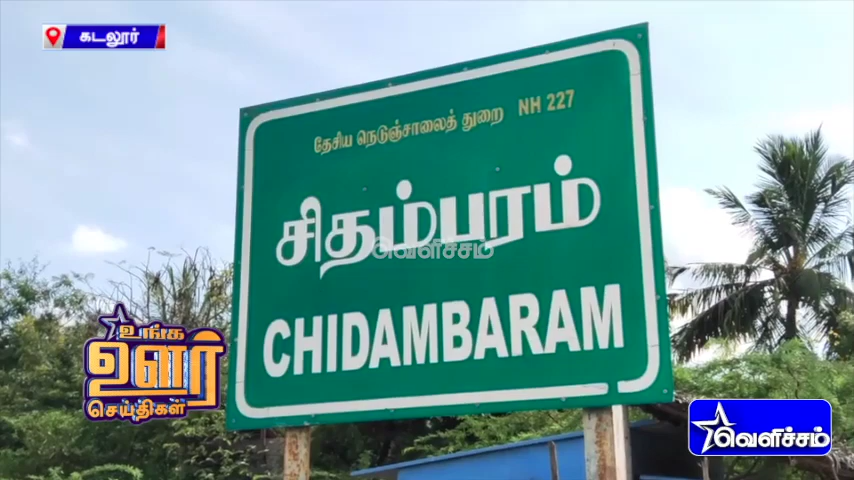 கடலூர்
தேசிய நெடுஞ்சாலைத் துறை NH 227
சிதம்பரம்
வெளிச்சம்
CHIDAMBARAM
உங்க
ஊர்
செய்திகள்
வெளிச்சம்